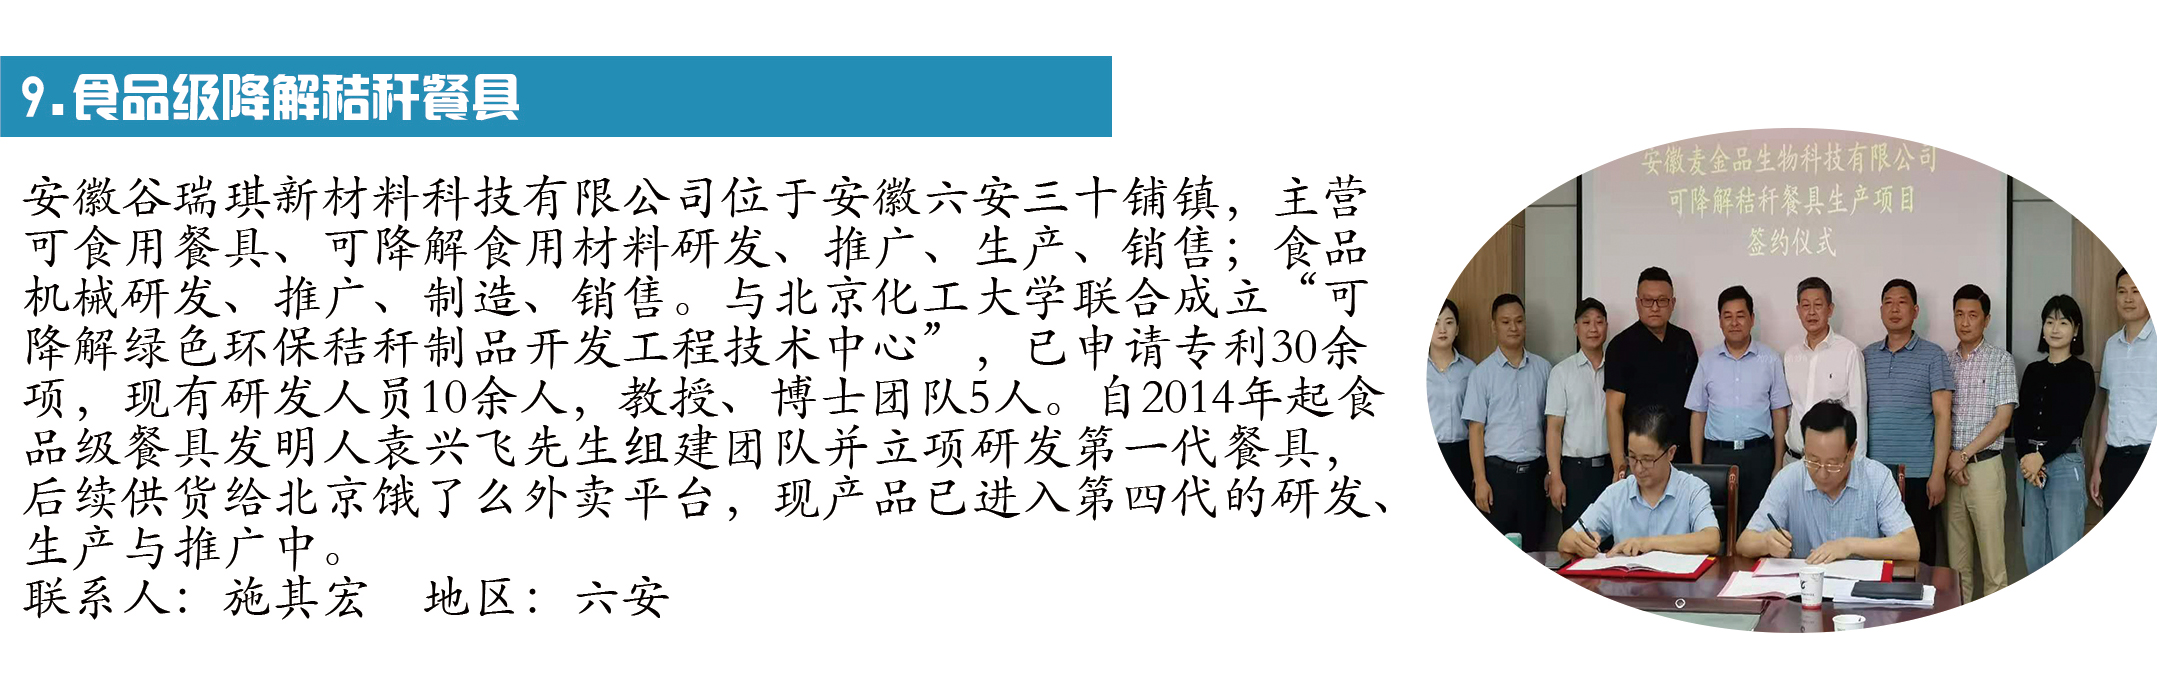 9.食品级降解秸秆餐具
安徽谷瑞琪新材料科技有限公司位于安徽六安三十铺镇，主营
可食用餐具、可降解食用材料研发、推广、生产、销售；食品
机械研发、推广、制造、销售。与北京化工大学联合成立“可
降解绿色环保秸秆制品开发工程技术中心”，已申请专利30余
项，现有研发人员10余人，教授、博士团队5人。自2014年起食
品级餐具发明人袁兴飞先生组建团队并立项研发第一代餐具，
后续供货给北京饿了么外卖平台，现产品已进入第四代的研发、
生产与推广中。
联系人：施其宏　地区：六安
安徽麦金品生物科技有限公司
可降解秸秆餐具生产项目
签约仪式